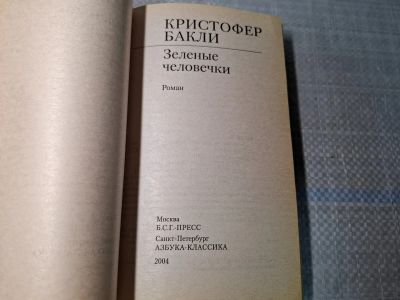 КРИСТОФЕР
БАКЛИ
Зеленые
человечки
Роман
Москва
Б.С.Г.-ПРЕСС
Санкт-Петербург
АЗБУКА-КЛАССИКА
2004